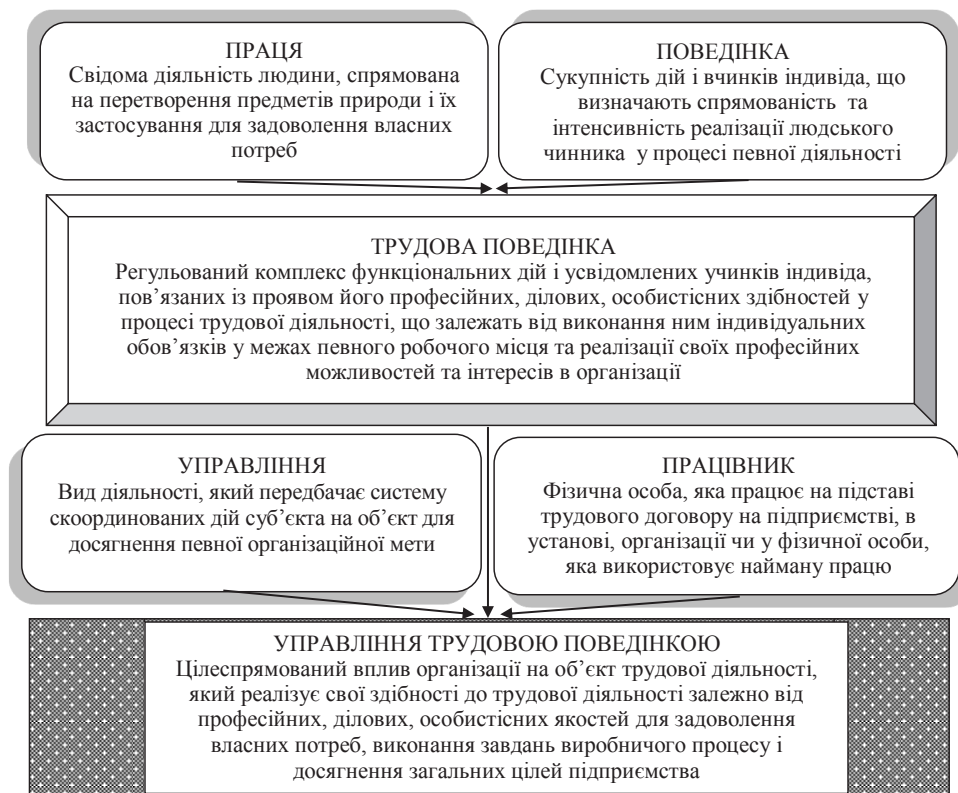 ПРАЦЯ
Свідома діяльність людини, спрямована
на перетворення предметів природи і їх
застосування для задоволення власних
потреб
ПОВЕДІНКА
Сукупність дій і вчинків індивіда, що
визначають спрямованість та
інтенсивність реалізації людського
чинника у процесі певної діяльності
ТРУДОВА ПОВЕДІНКА
Регульований комплекс функціональних дій і усвідомлених учинків індивіда,
пов’язаних із проявом його професійних, ділових, особистісних здібностей у
процесі трудової діяльності, що залежать від виконання ним індивідуальних
обов’язків у межах певного робочого місця та реалізації своїх професійних
можливостей та інтересів в організації
УПРАВЛІННЯ
Вид діяльності, який передбачає систему
скоординованих дій суб’єкта на об’єкт для
досягнення певної організаційної мети
ПРАЦІВНИК
Фізична особа, яка працює на підставі
трудового договору на підприємстві, в
установі, організації чи у фізичної особи,
яка використовує найману працю
УПРАВЛІННЯ ТРУДОВОЮ ПОВЕДІНКОЮ
Цілеспрямований вплив організації на об’єкт трудової діяльності,
який реалізує свої здібності до трудової діяльності залежно від
професійних, ділових, особистісних якостей для задоволення
власних потреб, виконання завдань виробничого процесу і
досягнення загальних цілей підприємства